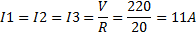 I1 = I2 = I3 = V/R = 220/20 = 11A